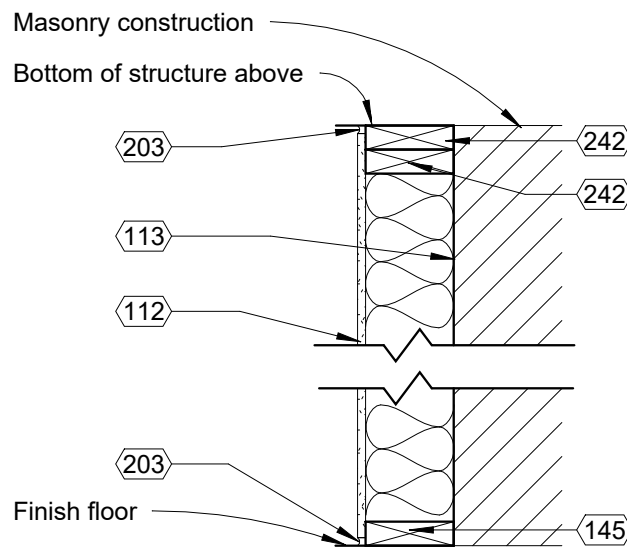 Masonry construction
Bottom of structure above
203
242
242
113
112
203
Finish floor
145